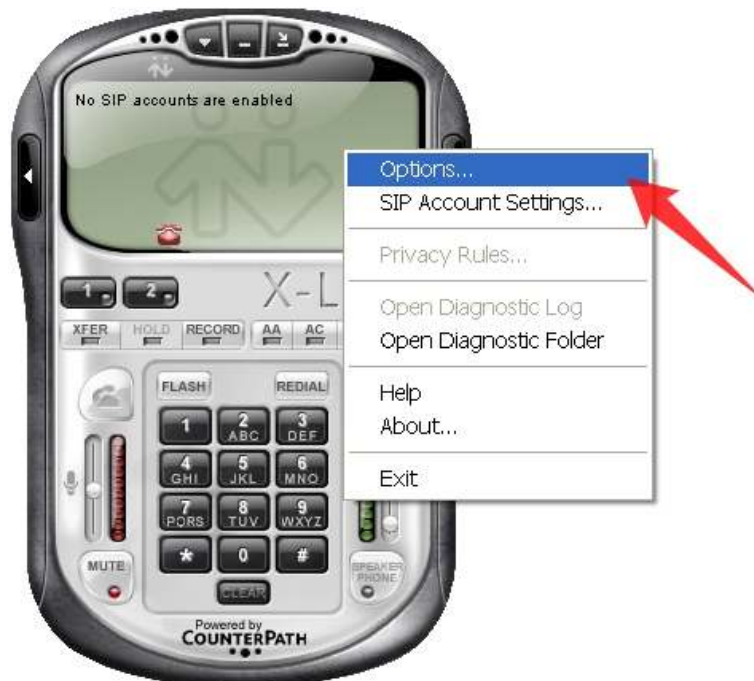 No SIP accounts are enabled
Options...
SIP Account Settings...
Privacy Rules...
Open Diagnostic Log
Open Diagnostic Folder
Help
About...
Exit
1 2
X-L
XFER HOLD RECORD AA AC
FLASH REDIAL
1 2 3
ABC DEF
4 5 6
GHI JKL MNO
7 8 9
PQRS TUV WXYZ
* 0 #
MUTE
SPEAKER
PHONE
CLEAR
Powered by
COUNTERPATH